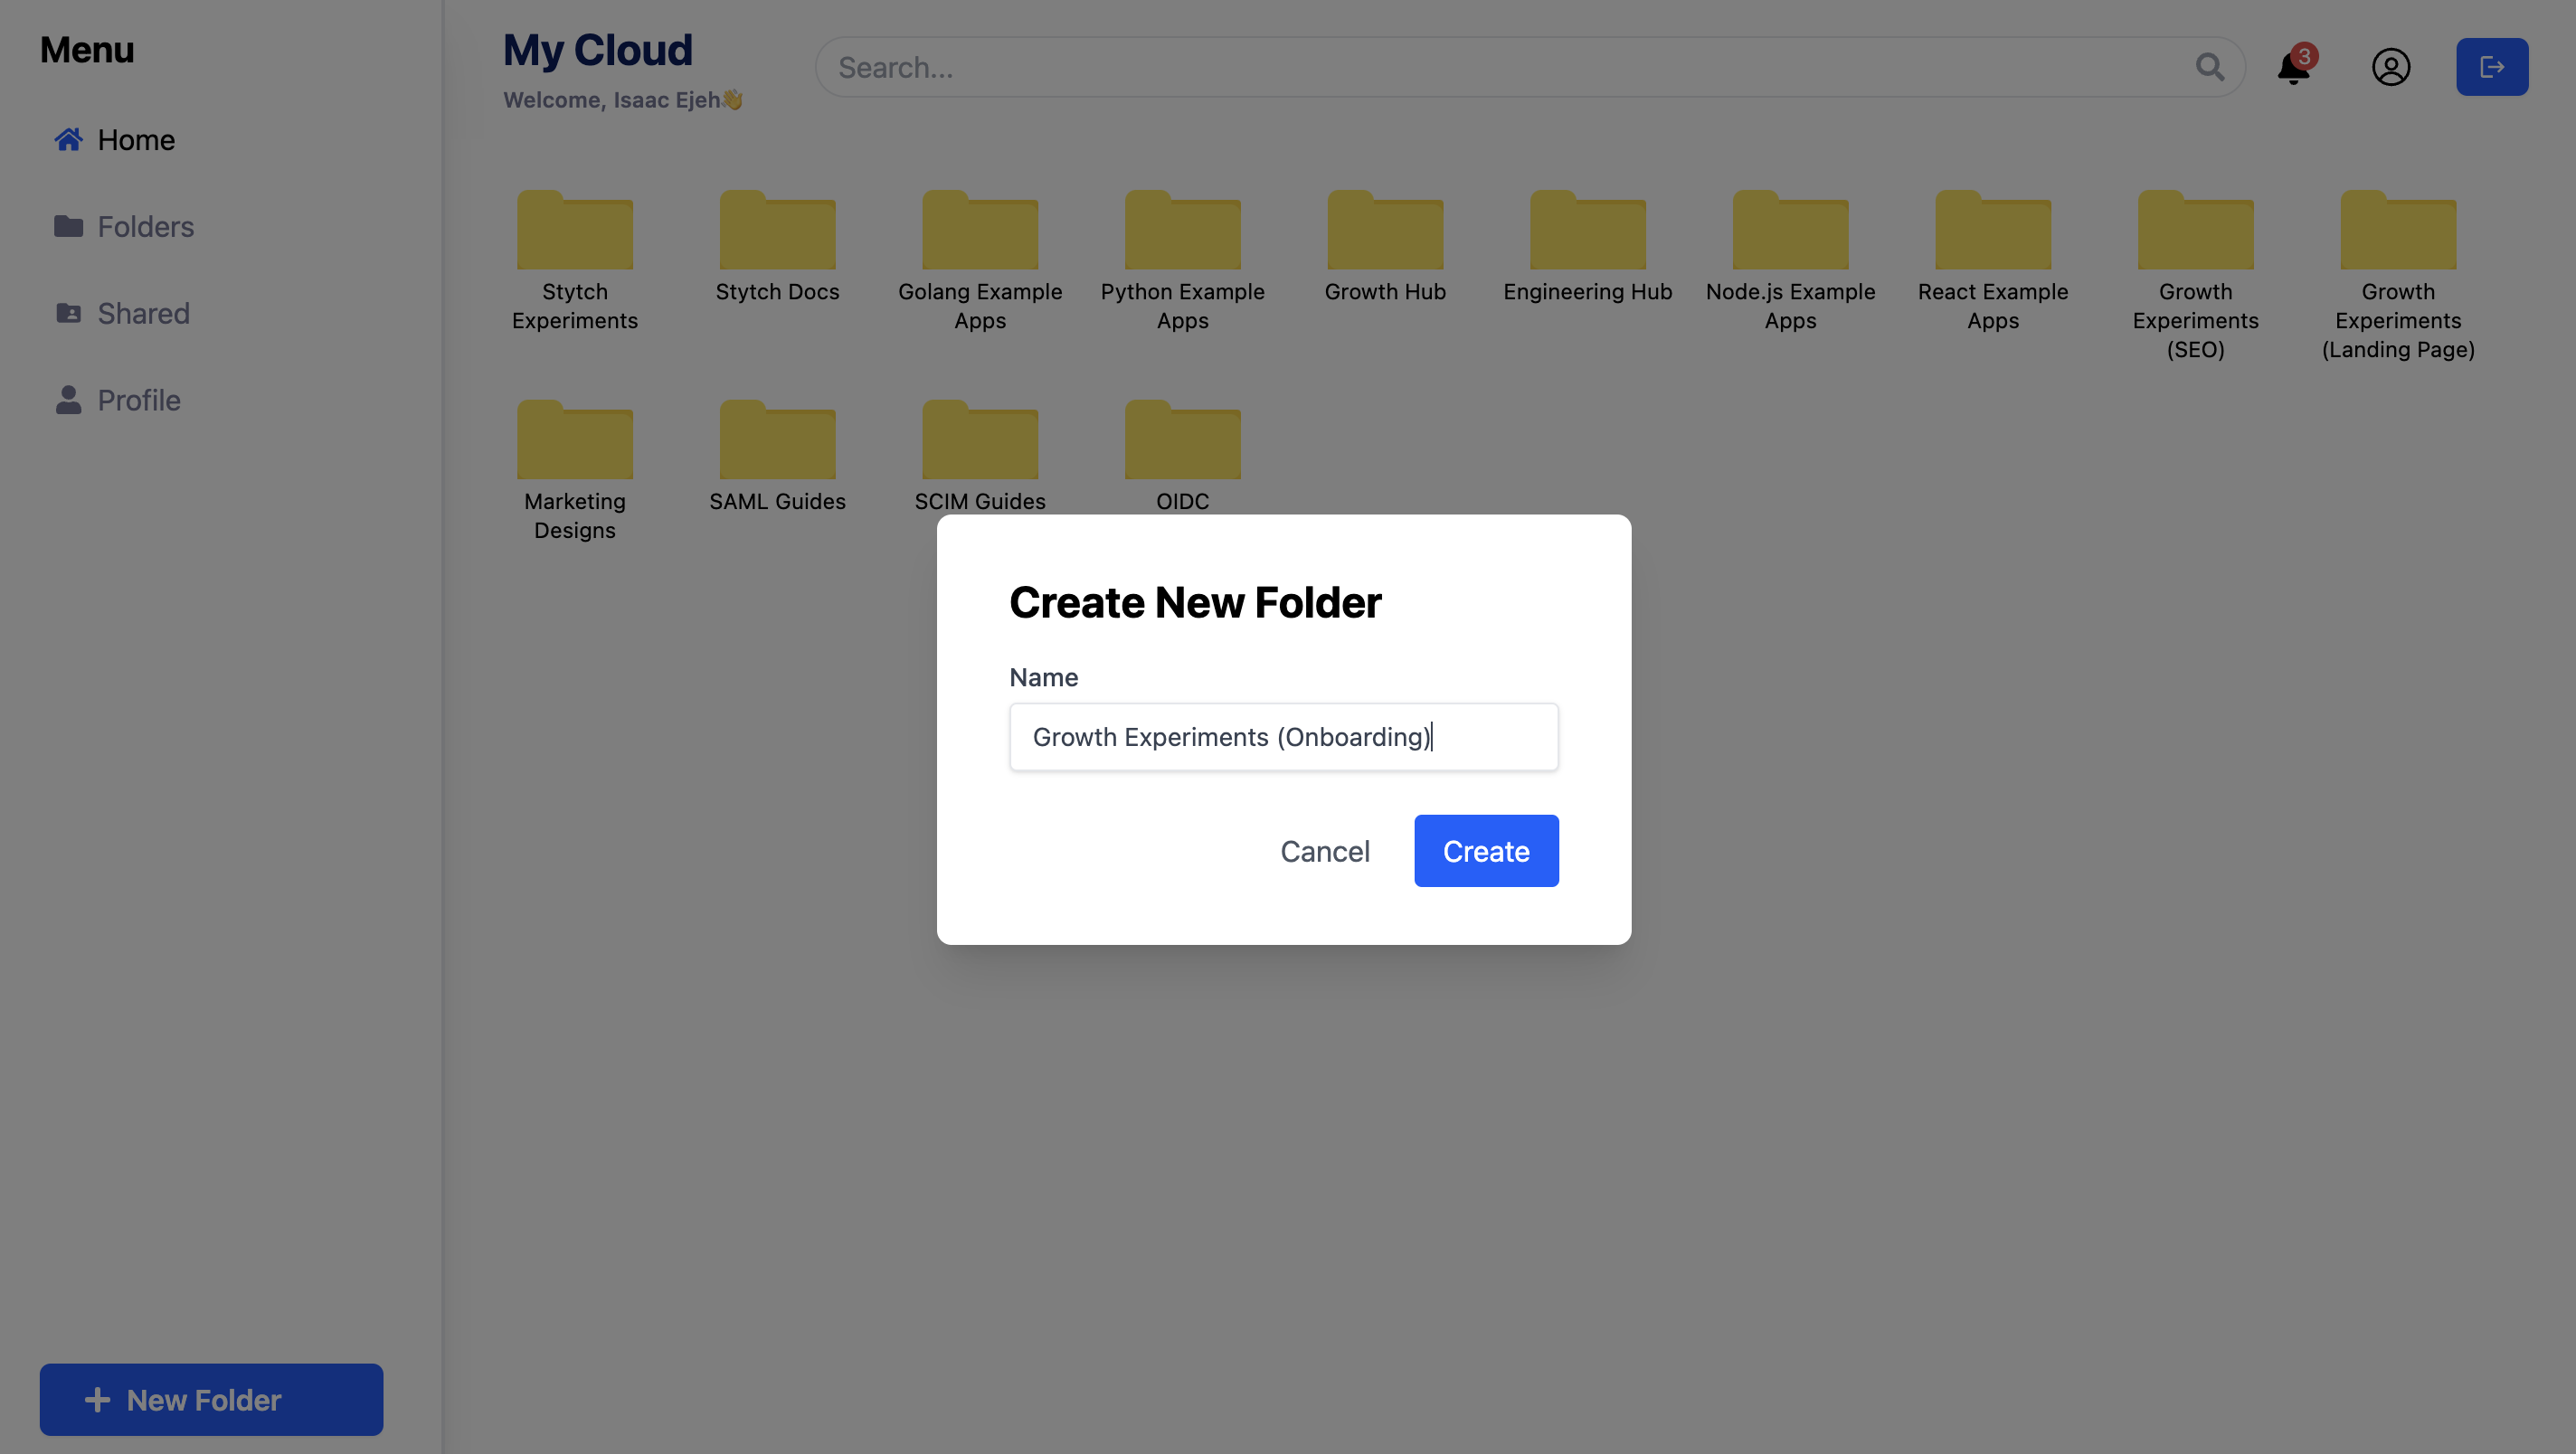 Menu
Home
Folders
Shared
Profile
New Folder
My Cloud
Welcome, Isaac Ejeh👋
Search...
3
Stytch
Experiments
Stytch Docs
Golang Example
Apps
Python Example
Apps
Growth Hub
Engineering Hub
Node.js Example
Apps
React Example
Apps
Growth
Experiments
(SEO)
Growth
Experiments
(Landing Page)
Marketing
Designs
SAML Guides
SCIM Guides
OIDC
Create New Folder
Name
Growth Experiments (Onboarding)
Cancel
Create